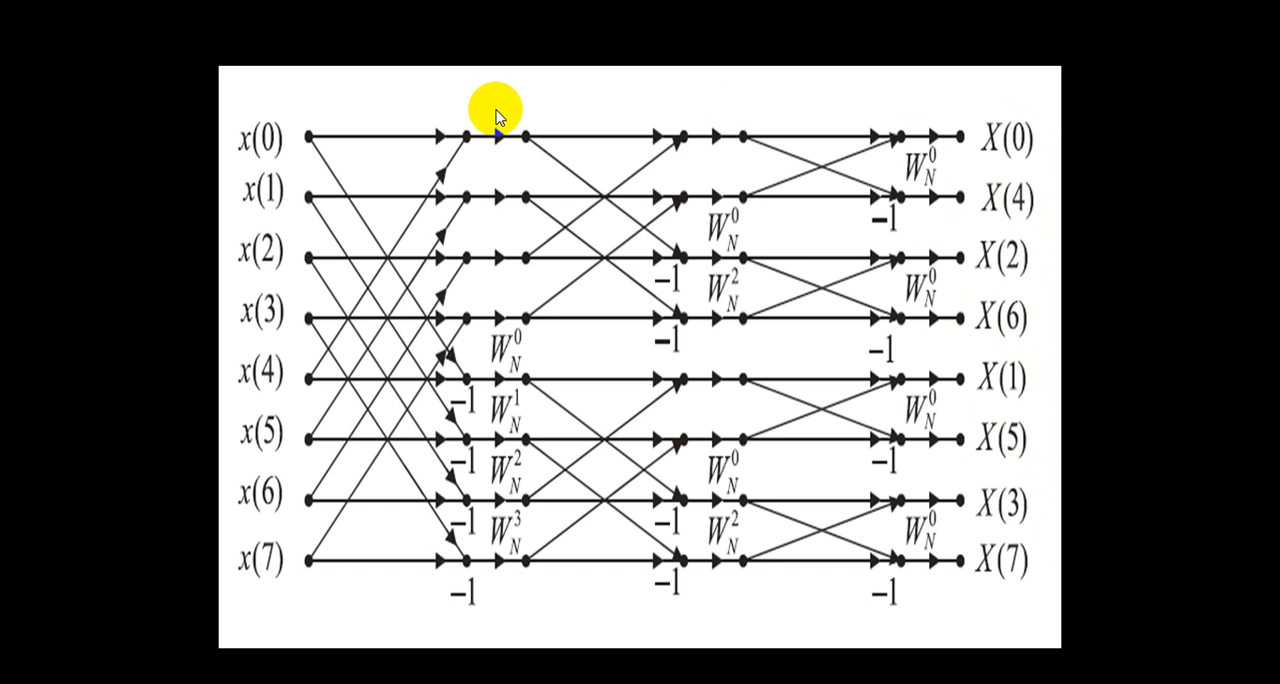 x(0) X(0)
W_N^0
x(1) X(4)
W_N^0 −1
x(2) X(2)
−1 W_N^2 W_N^0
x(3) X(6)
W_N^0 −1 −1
x(4) X(1)
−1 W_N^1 W_N^0
x(5) X(5)
−1 W_N^2 W_N^0 −1
x(6) X(3)
−1 W_N^3 −1 W_N^2 W_N^0
x(7) X(7)
−1 −1 −1